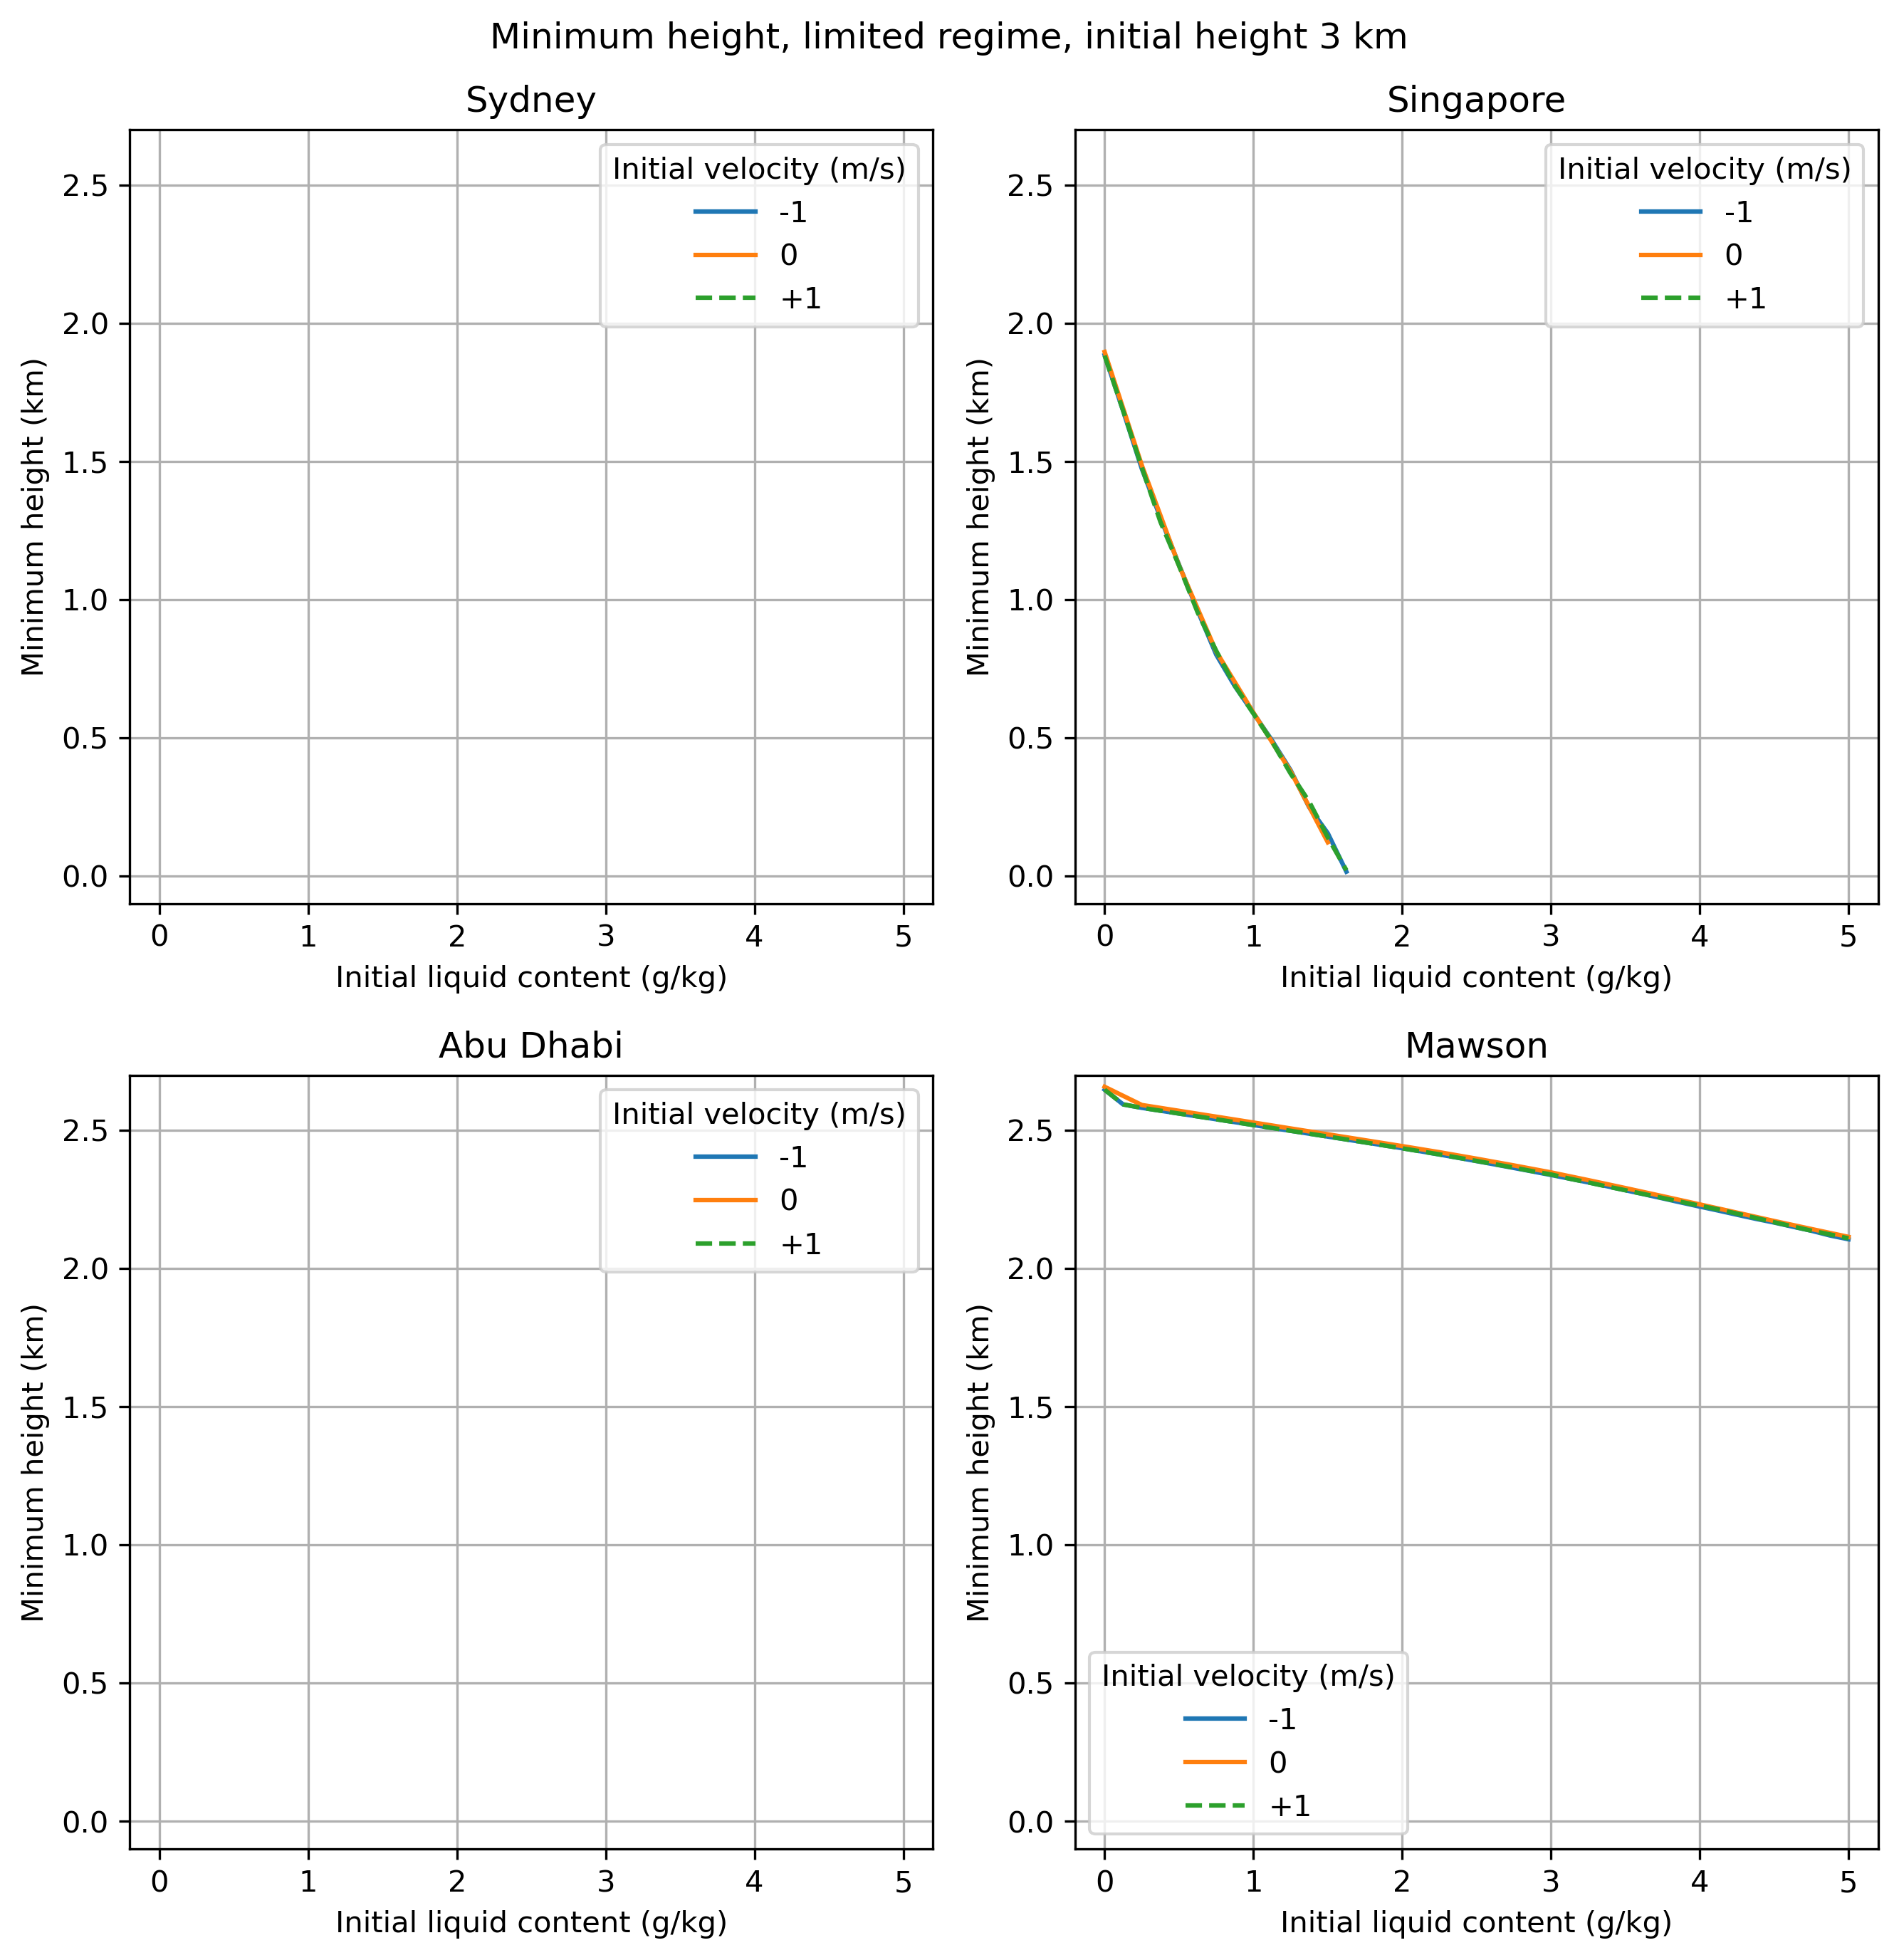 Minimum height, limited regime, initial height 3 km
Sydney
Initial velocity (m/s)
-1
0
+1
2.5
2.0
1.5
1.0
0.5
0.0
Minimum height (km)
0 1 2 3 4 5
Initial liquid content (g/kg)
Singapore
Initial velocity (m/s)
-1
0
+1
2.5
2.0
1.5
1.0
0.5
0.0
Minimum height (km)
0 1 2 3 4 5
Initial liquid content (g/kg)
Abu Dhabi
Initial velocity (m/s)
-1
0
+1
2.5
2.0
1.5
1.0
0.5
0.0
Minimum height (km)
0 1 2 3 4 5
Initial liquid content (g/kg)
Mawson
2.5
2.0
1.5
1.0
0.5
0.0
Minimum height (km)
Initial velocity (m/s)
-1
0
+1
0 1 2 3 4 5
Initial liquid content (g/kg)